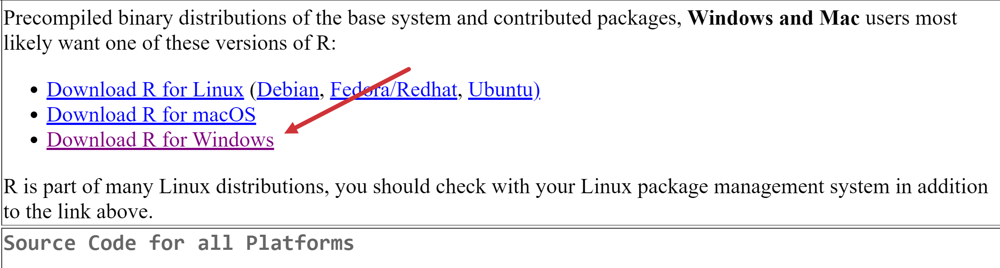 Precompiled binary distributions of the base system and contributed packages, Windows and Mac users most
likely want one of these versions of R:
• Download R for Linux (Debian, Fedora/Redhat, Ubuntu)
• Download R for macOS
• Download R for Windows
R is part of many Linux distributions, you should check with your Linux package management system in addition
to the link above.
Source Code for all Platforms